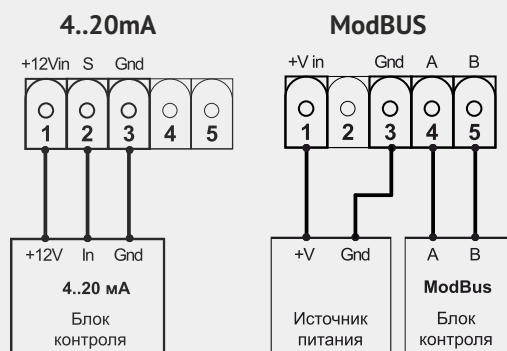 4..20mA
+12Vin S Gnd
1 2 3 4 5
+12V In Gnd
4..20 мА
Блок
контроля
ModBUS
+V in Gnd A B
1 2 3 4 5
+V Gnd
Источник
питания
A B
ModBus
Блок
контроля